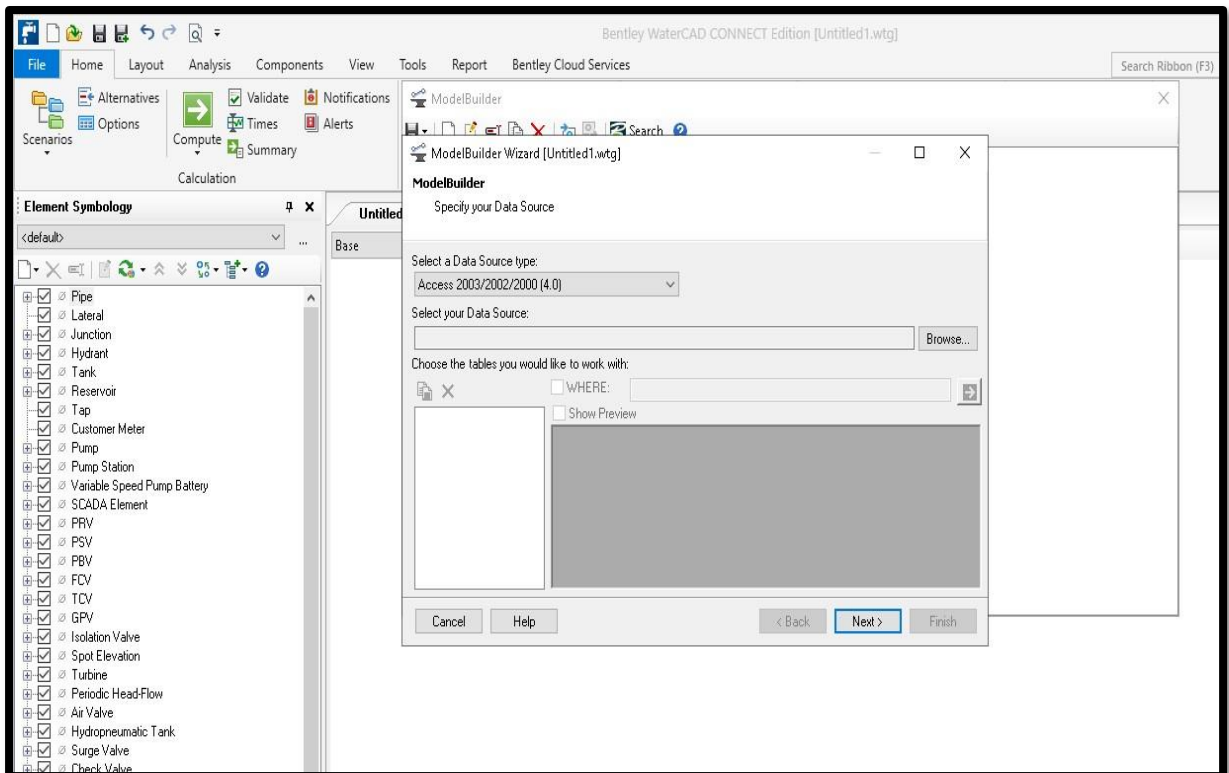 Bentley WaterCAD CONNECT Edition [Untitled1.wtg]
File Home Layout Analysis Components View Tools Report Bentley Cloud Services Search Ribbon (F3)
Scenarios
Alternatives
Options
Compute
Validate
Times
Summary
Notifications
Alerts
Calculation
ModelBuilder
Search
Element Symbology
<default>
...
Pipe
Lateral
Junction
Hydrant
Tank
Reservoir
Tap
Customer Meter
Pump
Pump Station
Variable Speed Pump Battery
SCADA Element
PRV
PSV
PBV
FCV
TCV
GPV
Isolation Valve
Spot Elevation
Turbine
Periodic Head-Flow
Air Valve
Hydropneumatic Tank
Surge Valve
Check Valve
Untitled
Base
ModelBuilder Wizard [Untitled1.wtg]
ModelBuilder
Specify your Data Source
Select a Data Source type:
Access 2003/2002/2000 (4.0)
Select your Data Source:
Browse...
Choose the tables you would like to work with:
WHERE:
Show Preview
Cancel Help < Back Next > Finish